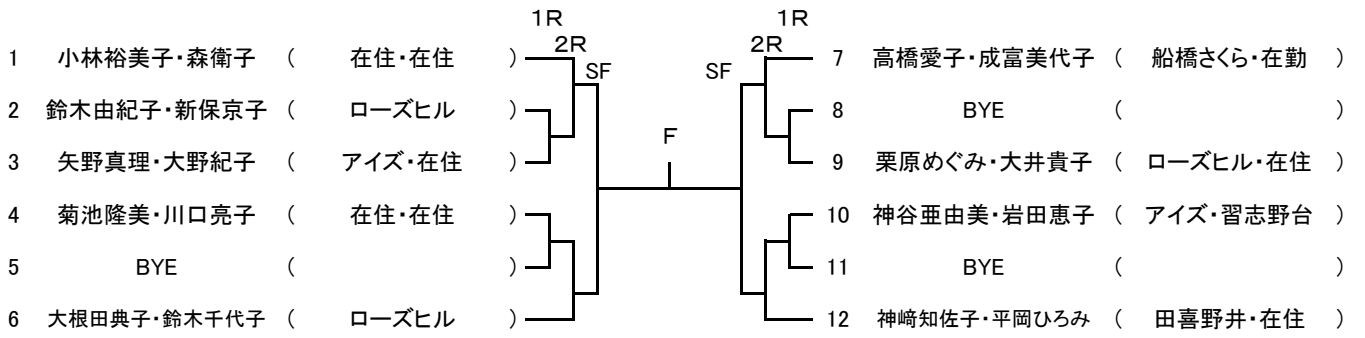 1R 1R
2R 2R
SF SF
F
1 小林裕美子・森衛子 （ 在住・在住 ） 7 高橋愛子・成富美代子 （ 船橋さくら・在勤 ）
2 鈴木由紀子・新保京子 （ ローズヒル ） 8 BYE （ ）
3 矢野真理・大野紀子 （ アイズ・在住 ） 9 栗原めぐみ・大井貴子 （ ローズヒル・在住 ）
4 菊池隆美・川口亮子 （ 在住・在住 ） 10 神谷亜由美・岩田恵子 （ アイズ・習志野台 ）
5 BYE （ ） 11 BYE （ ）
6 大根田典子・鈴木千代子 （ ローズヒル ） 12 神﨑知佐子・平岡ひろみ （ 田喜野井・在住 ）